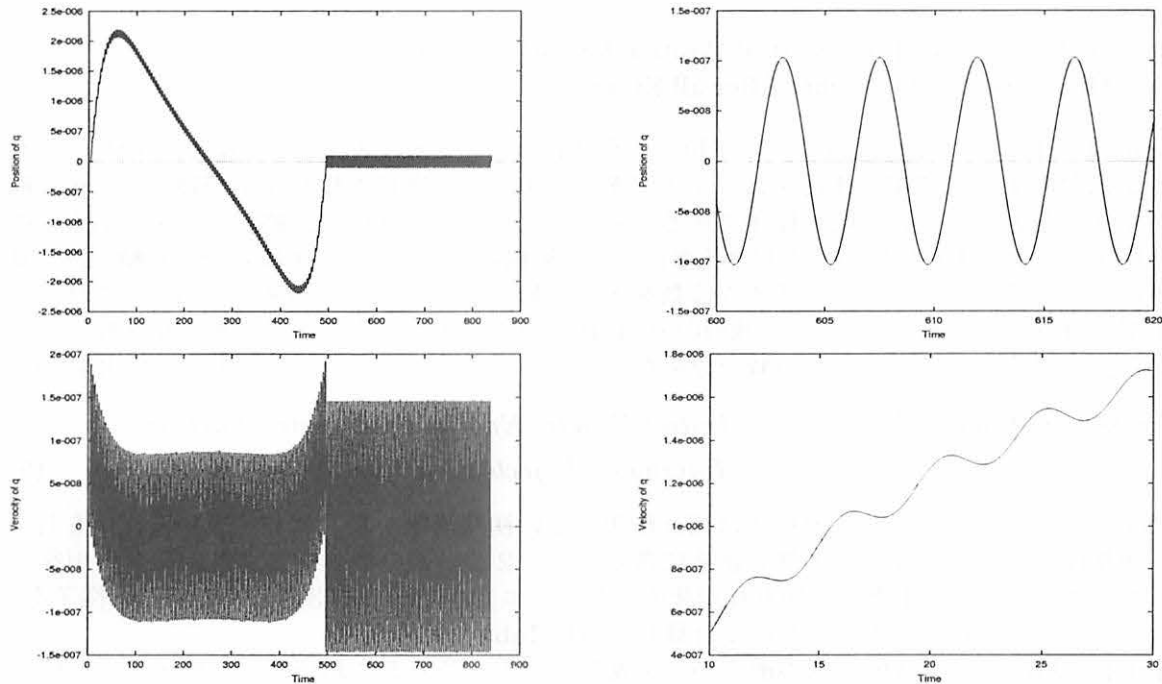 2.5e-006
2e-006
1.5e-006
1e-006
5e-007
0
-5e-007
-1e-006
-1.5e-006
-2e-006
-2.5e-006
Position of q
0 100 200 300 400 500 600 700 800 900
Time
1.5e-007
1e-007
5e-008
0
-5e-008
-1e-007
-1.5e-007
Position of q
600 605 610 615 620
Time
2e-007
1.5e-007
1e-007
5e-008
0
-5e-008
-1e-007
-1.5e-007
Verocity of q
0 100 200 300 400 500 600 700 800 900
Time
1.8e-006
1.6e-006
1.4e-006
1.2e-006
1e-006
8e-007
6e-007
4e-007
Velocity of q
10 15 20 25 30
Time